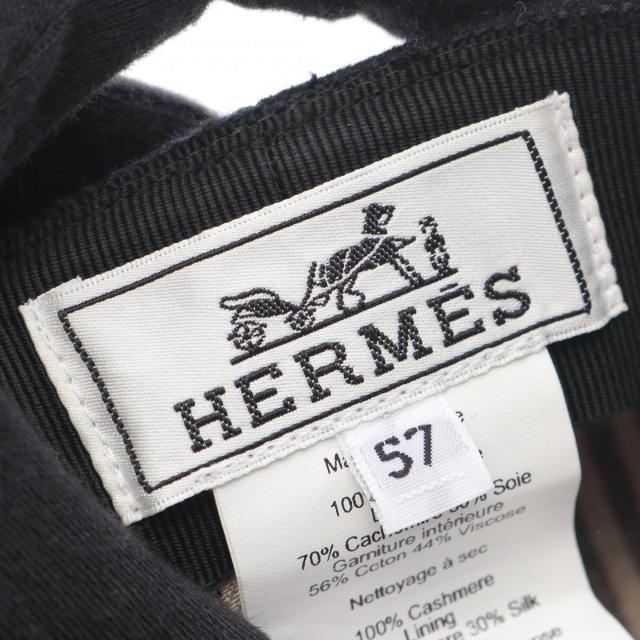 HERMÈS
57
Ma
100
70% Cachemire 30% Soie
Garniture intérieure
56% Coton 44% Viscose
Nettoyage à sec
100% Cashmere
Lining
30% Silk